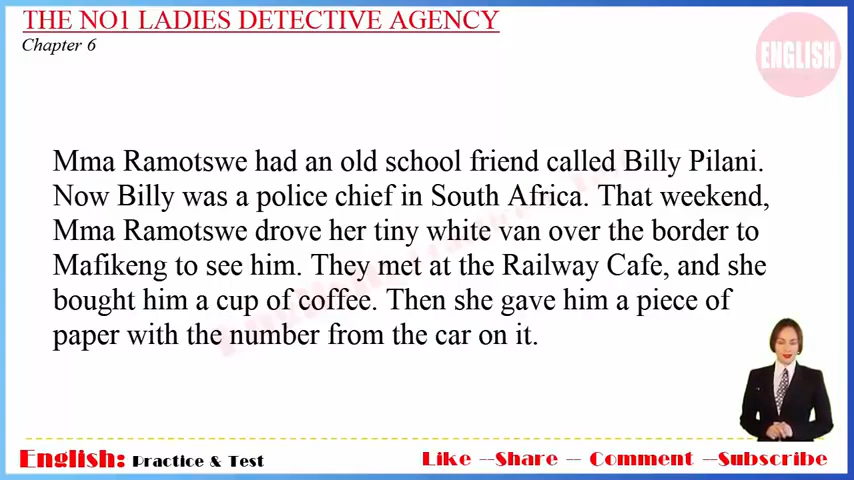 THE NO1 LADIES DETECTIVE AGENCY
Chapter 6
ENGLISH
Mma Ramotswe had an old school friend called Billy Pilani.
Now Billy was a police chief in South Africa. That weekend,
Mma Ramotswe drove her tiny white van over the border to
Mafikeng to see him. They met at the Railway Cafe, and she
bought him a cup of coffee. Then she gave him a piece of
paper with the number from the car on it.
English: Practice & Test
Like --Share -- Comment --Subscribe